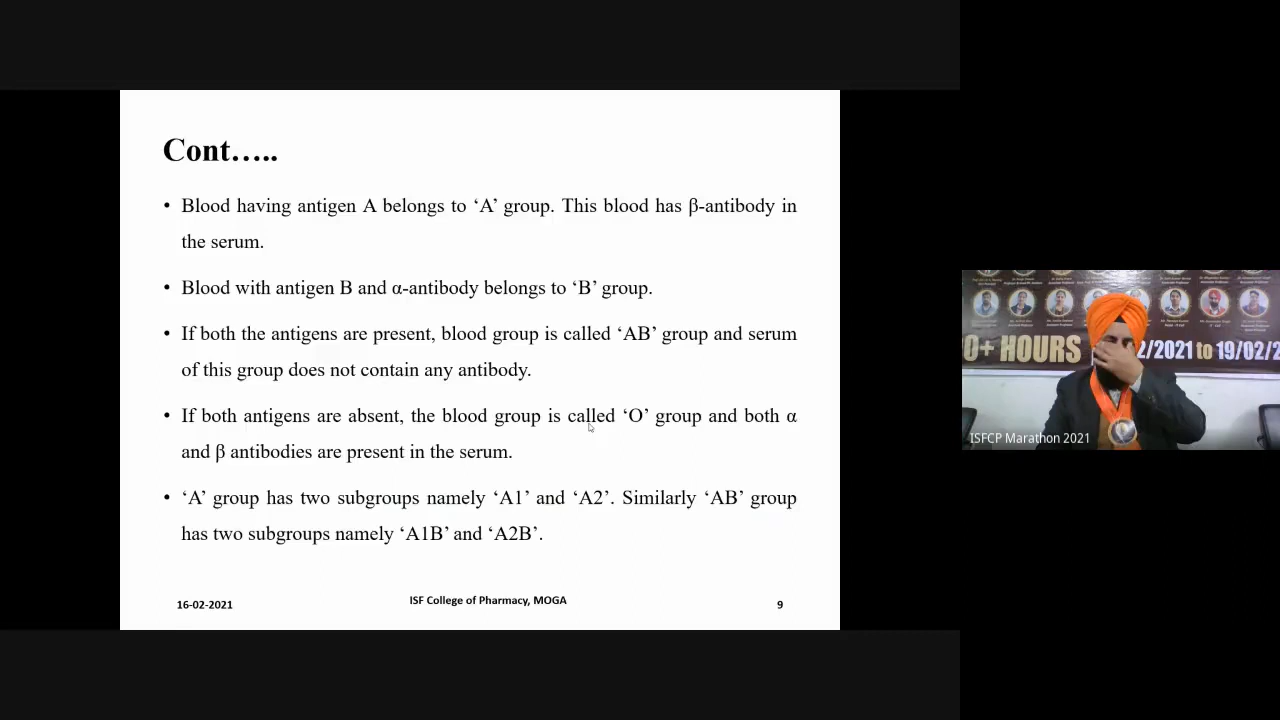 Cont…..
• Blood having antigen A belongs to ‘A’ group. This blood has β-antibody in
the serum.
• Blood with antigen B and α-antibody belongs to ‘B’ group.
• If both the antigens are present, blood group is called ‘AB’ group and serum
of this group does not contain any antibody.
• If both antigens are absent, the blood group is called ‘O’ group and both α
and β antibodies are present in the serum.
• ‘A’ group has two subgroups namely ‘A1’ and ‘A2’. Similarly ‘AB’ group
has two subgroups namely ‘A1B’ and ‘A2B’.
16-02-2021
ISF College of Pharmacy, MOGA
9
0+ HOURS
2/2021 to 19/02/2
ISFCP Marathon 2021